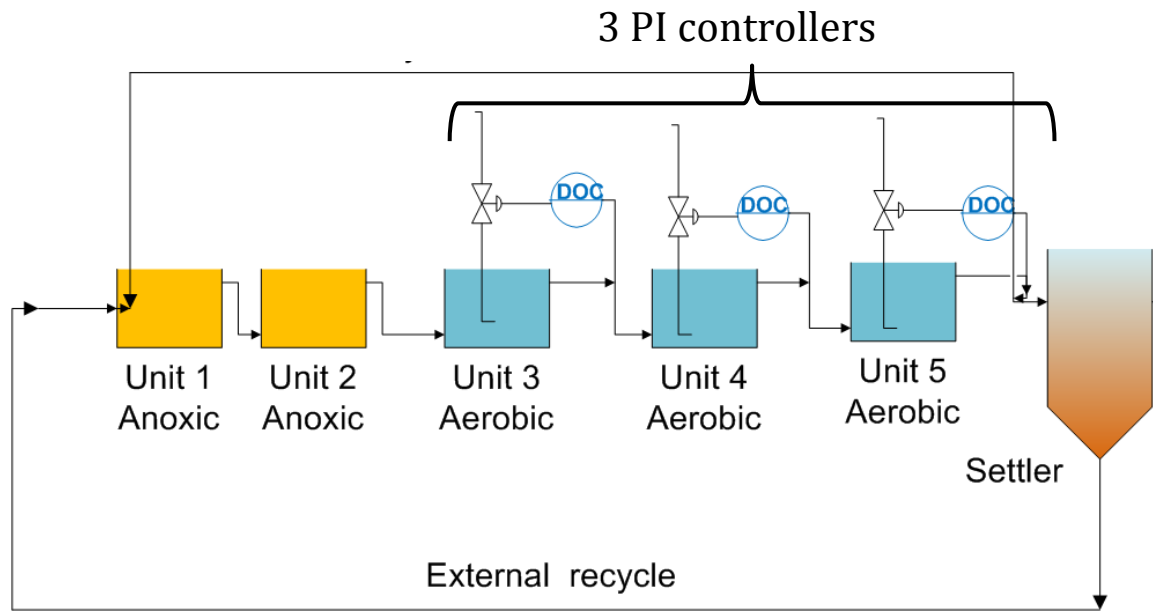 3 PI controllers
DOC
DOC
DOC
Unit 1
Anoxic
Unit 2
Anoxic
Unit 3
Aerobic
Unit 4
Aerobic
Unit 5
Aerobic
Settler
External recycle